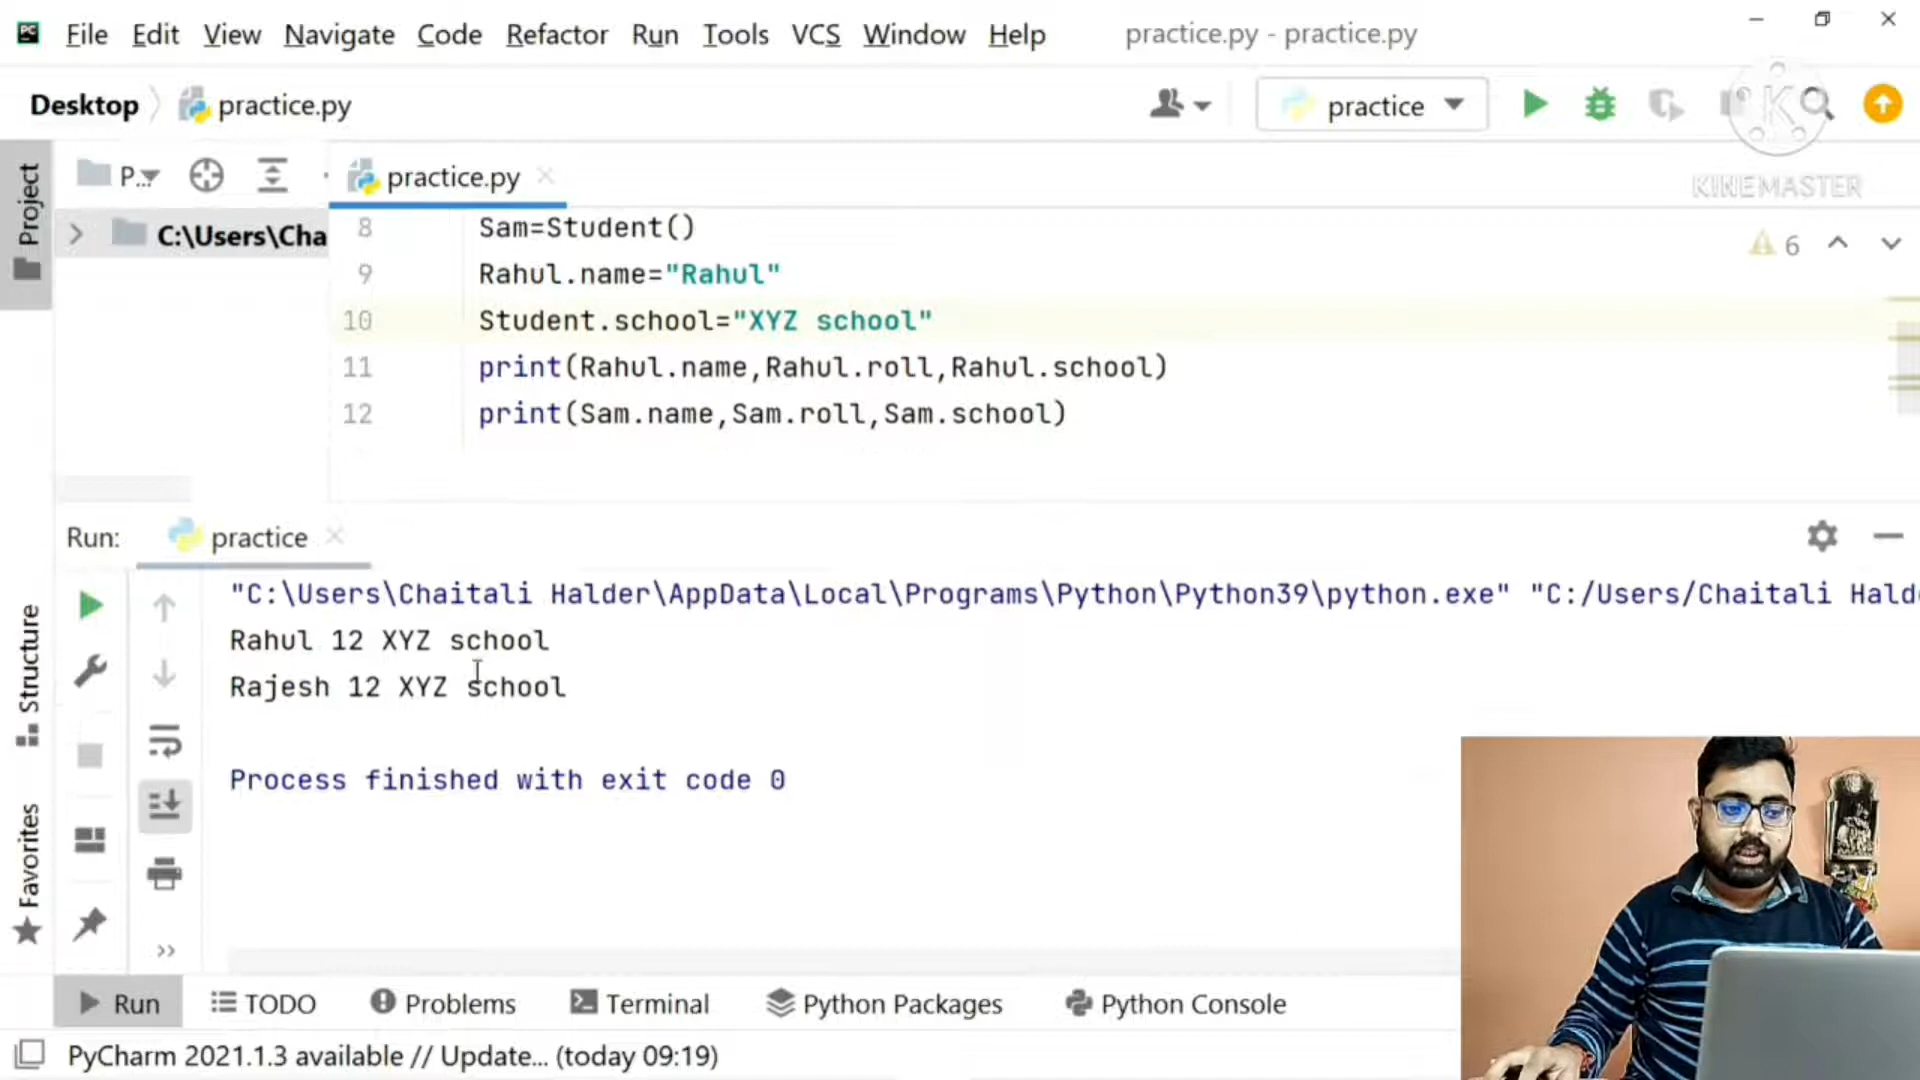 File Edit View Navigate Code Refactor Run Tools VCS Window Help practice.py - practice.py
Desktop practice.py practice
KINEMASTER
Project P... practice.py
C:\Users\Cha
6
8 Sam=Student()
9 Rahul.name="Rahul"
10 Student.school="XYZ school"
11 print(Rahul.name,Rahul.roll,Rahul.school)
12 print(Sam.name,Sam.roll,Sam.school)
Run: practice
"C:\Users\Chaitali Halder\AppData\Local\Programs\Python\Python39\python.exe" "C:/Users/Chaitali Hald
Rahul 12 XYZ school
Rajesh 12 XYZ school
Process finished with exit code 0
Structure
Favorites
Run TODO Problems Terminal Python Packages Python Console
PyCharm 2021.1.3 available // Update... (today 09:19)